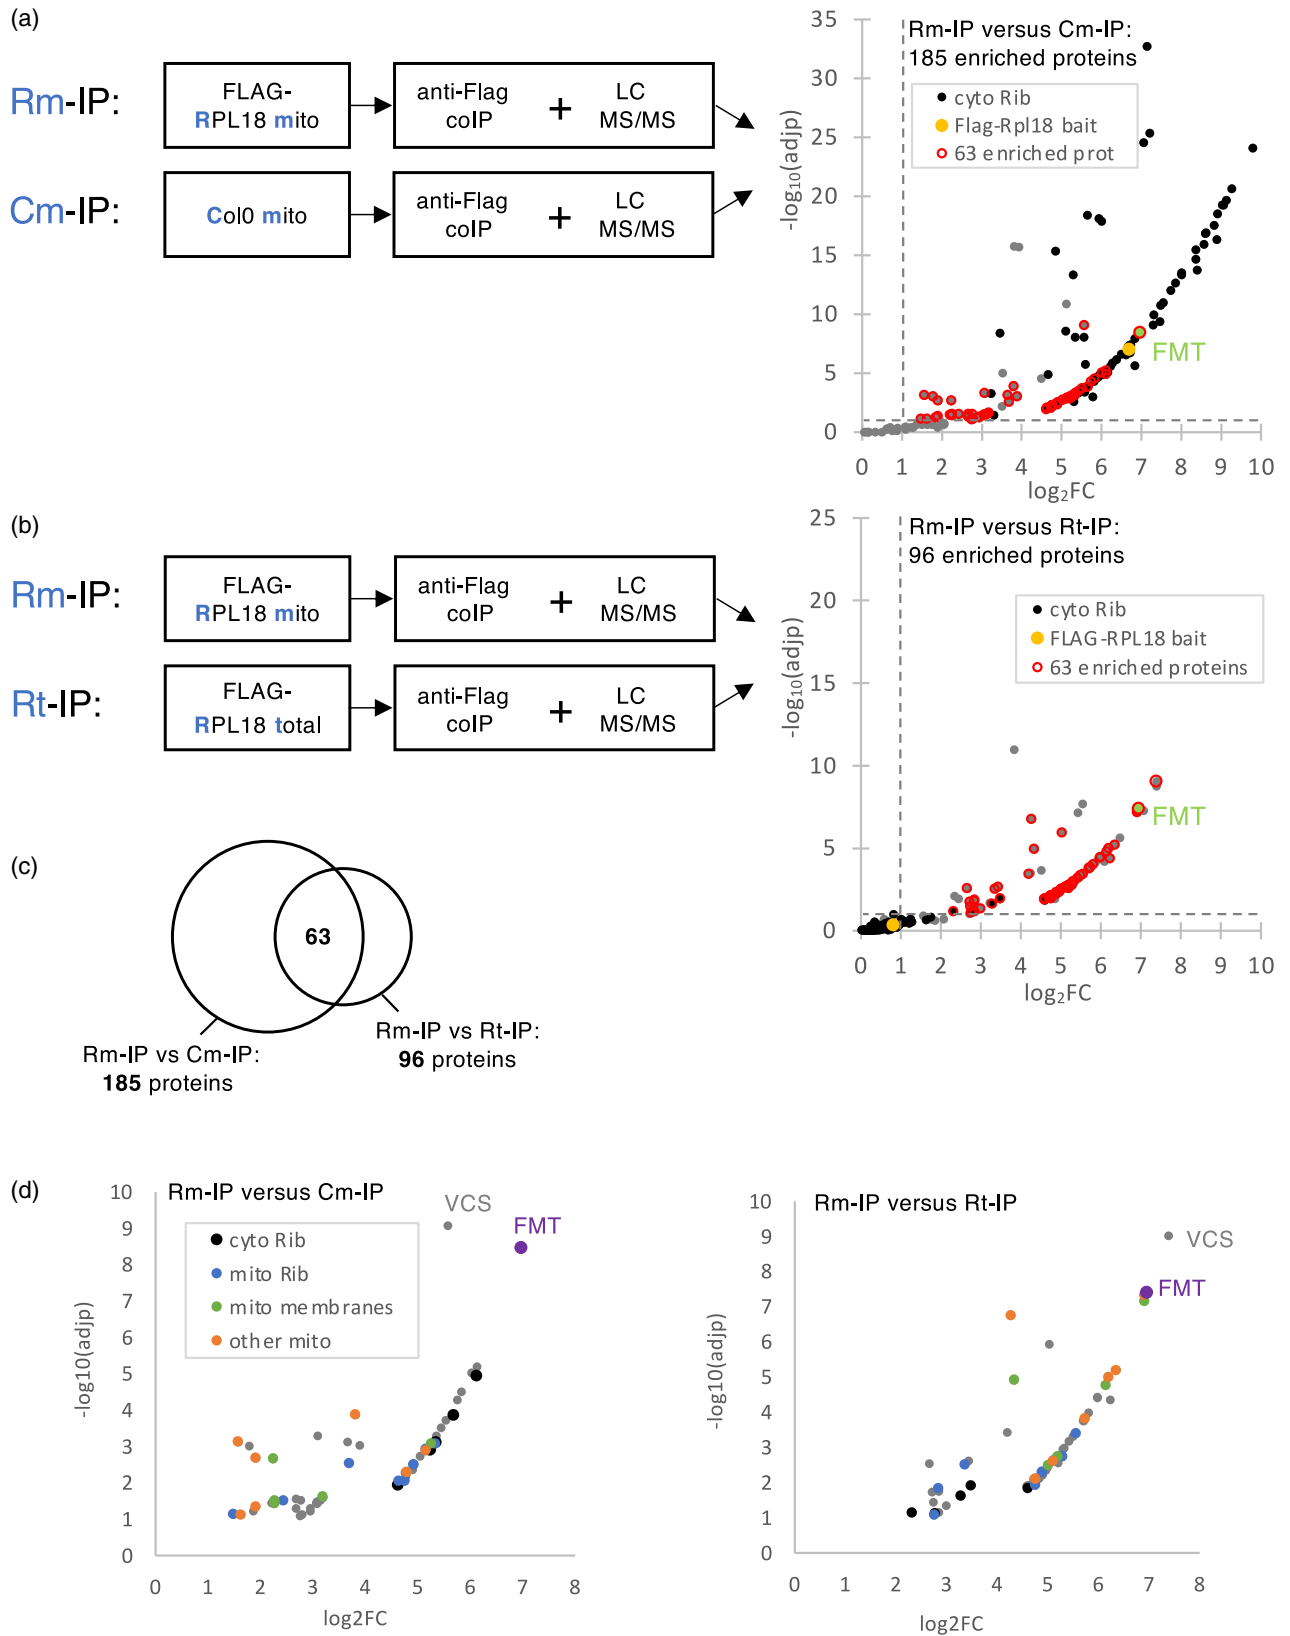 (a)
Rm-IP:
FLAG-
RPL18 mito
anti-Flag
coIP
+
LC
MS/MS
Cm-IP:
Col0 mito
anti-Flag
coIP
+
LC
MS/MS
Rm-IP versus Cm-IP:
185 enriched proteins
cyto Rib
Flag-Rpl18 bait
63 enriched prot
FMT
-log10(adjp)
35
30
25
20
15
10
5
0
0 1 2 3 4 5 6 7 8 9 10
log2FC
(b)
Rm-IP:
FLAG-
RPL18 mito
anti-Flag
coIP
+
LC
MS/MS
Rt-IP:
FLAG-
RPL18 total
anti-Flag
coIP
+
LC
MS/MS
Rm-IP versus Rt-IP:
96 enriched proteins
cyto Rib
FLAG-RPL18 bait
63 enriched proteins
FMT
-log10(adjp)
25
20
15
10
5
0
0 1 2 3 4 5 6 7 8 9 10
log2FC
(c)
63
Rm-IP vs Cm-IP:
185 proteins
Rm-IP vs Rt-IP:
96 proteins
(d)
Rm-IP versus Cm-IP
VCS
FMT
cyto Rib
mito Rib
mito membranes
other mito
-log10(adjp)
10
9
8
7
6
5
4
3
2
1
0
0 1 2 3 4 5 6 7 8
log2FC
Rm-IP versus Rt-IP
VCS
FMT
-log10(adjp)
10
9
8
7
6
5
4
3
2
1
0
0 1 2 3 4 5 6 7 8
log2FC